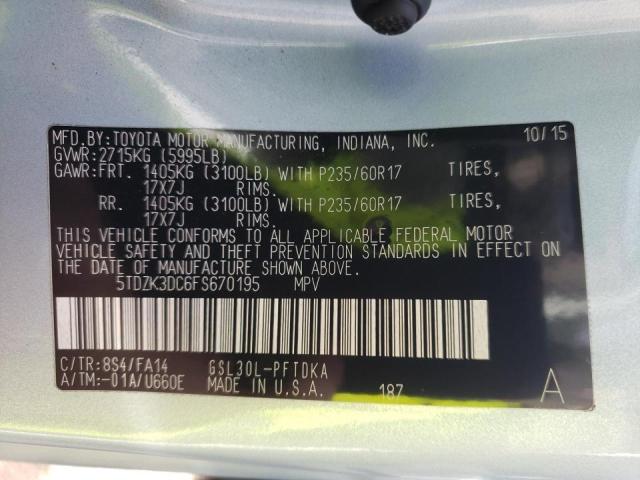 MFD.BY:TOYOTA MOTOR MANUFACTURING, INDIANA, INC. 10/15
GVWR:2715KG (5995LB)
GAWR:FRT. 1405KG (3100LB) WITH P235/60R17 TIRES,
17X7J RIMS.
RR. 1405KG (3100LB) WITH P235/60R17 TIRES,
17X7J RIMS.
THIS VEHICLE CONFORMS TO ALL APPLICABLE FEDERAL MOTOR
VEHICLE SAFETY AND THEFT PREVENTION STANDARDS IN EFFECT ON
THE DATE OF MANUFACTURE SHOWN ABOVE.
5TDZK3DC6FS670195 MPV
C/TR:8S4/FA14 GSL30L-PFTDKA
A/TM:-01A/U660E MADE IN U.S.A. 187 A